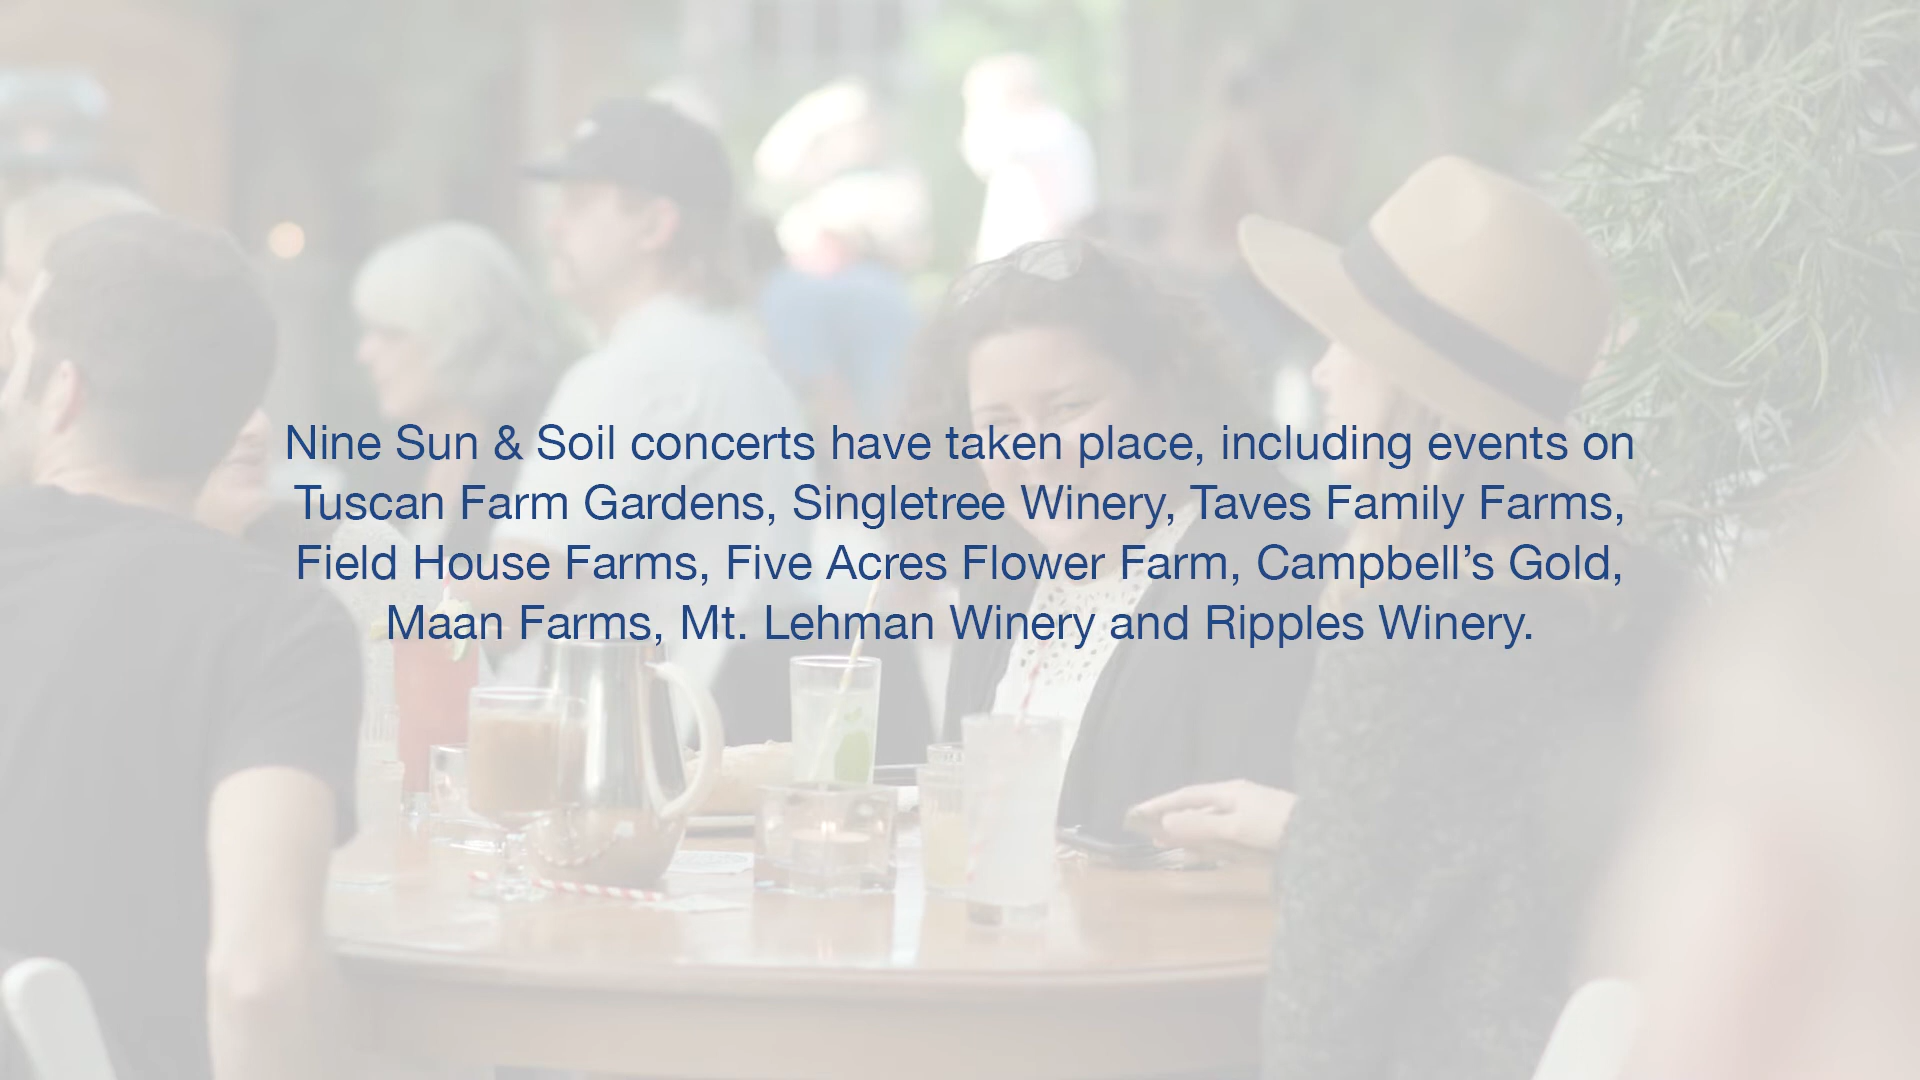 Nine Sun & Soil concerts have taken place, including events on
Tuscan Farm Gardens, Singletree Winery, Taves Family Farms,
Field House Farms, Five Acres Flower Farm, Campbell’s Gold,
Maan Farms, Mt. Lehman Winery and Ripples Winery.